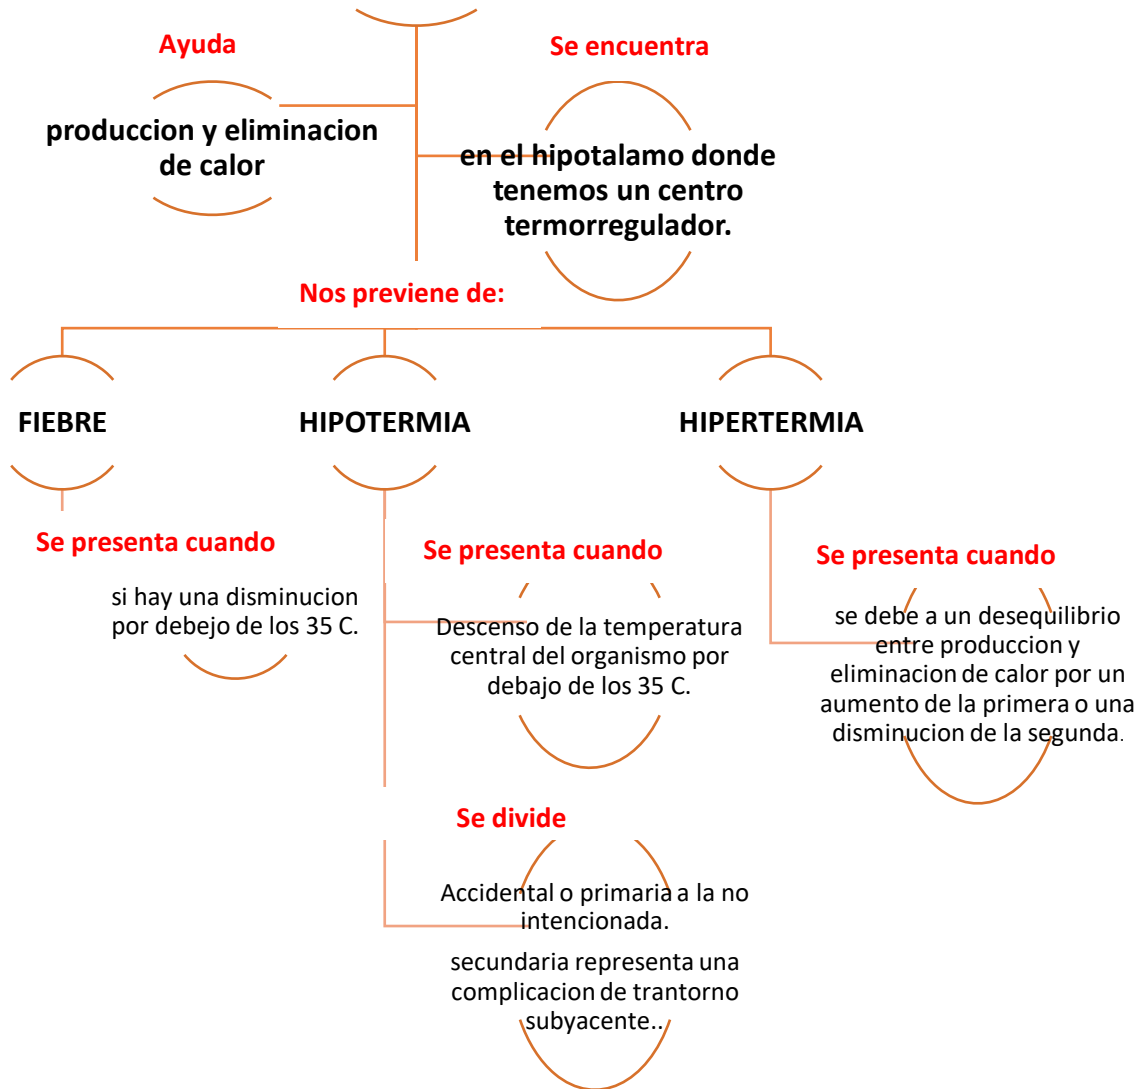 Ayuda
Se encuentra
produccion y eliminacion
de calor
en el hipotalamo donde
tenemos un centro
termorregulador.
Nos previene de:
FIEBRE
HIPOTERMIA
HIPERTERMIA
Se presenta cuando
si hay una disminucion
por debejo de los 35 C.
Se presenta cuando
Descenso de la temperatura
central del organismo por
debajo de los 35 C.
Se presenta cuando
se debe a un desequilibrio
entre produccion y
eliminacion de calor por un
aumento de la primera o una
disminucion de la segunda.
Se divide
Accidental o primaria a la no
intencionada.
secundaria representa una
complicacion de trantorno
subyacente..